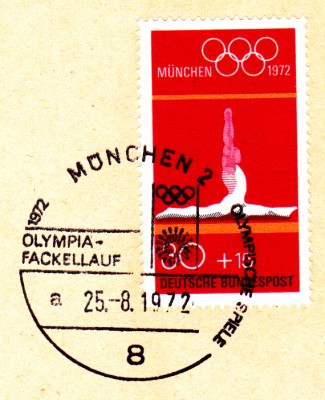 MÜNCHEN 1972
30 +15
DEUTSCHE BUNDESPOST
MÜNCHEN 2
1972
OLYMPIA-
FACKELLAUF
OLYMPISCHE SPIELE
a 25.-8.1972
8